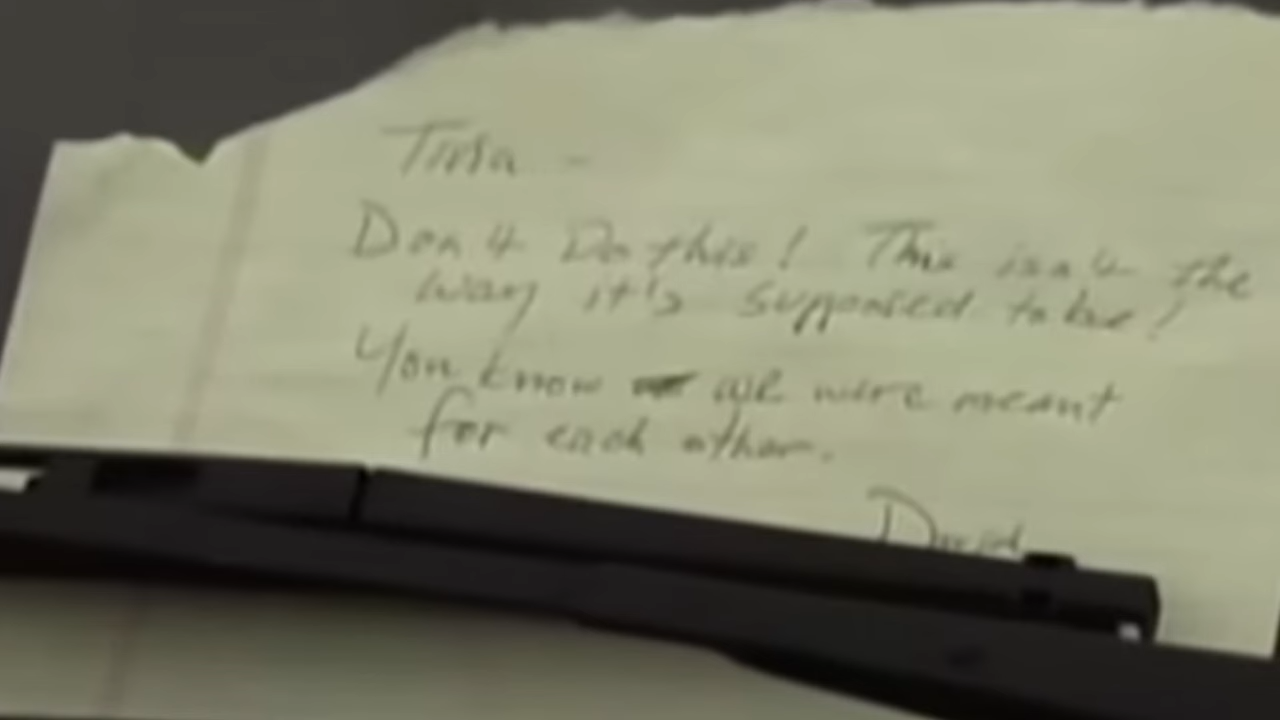 Tina -
Don't Do this! This isn't the
way it's supposed to be!
You know we were meant
for each other.
David